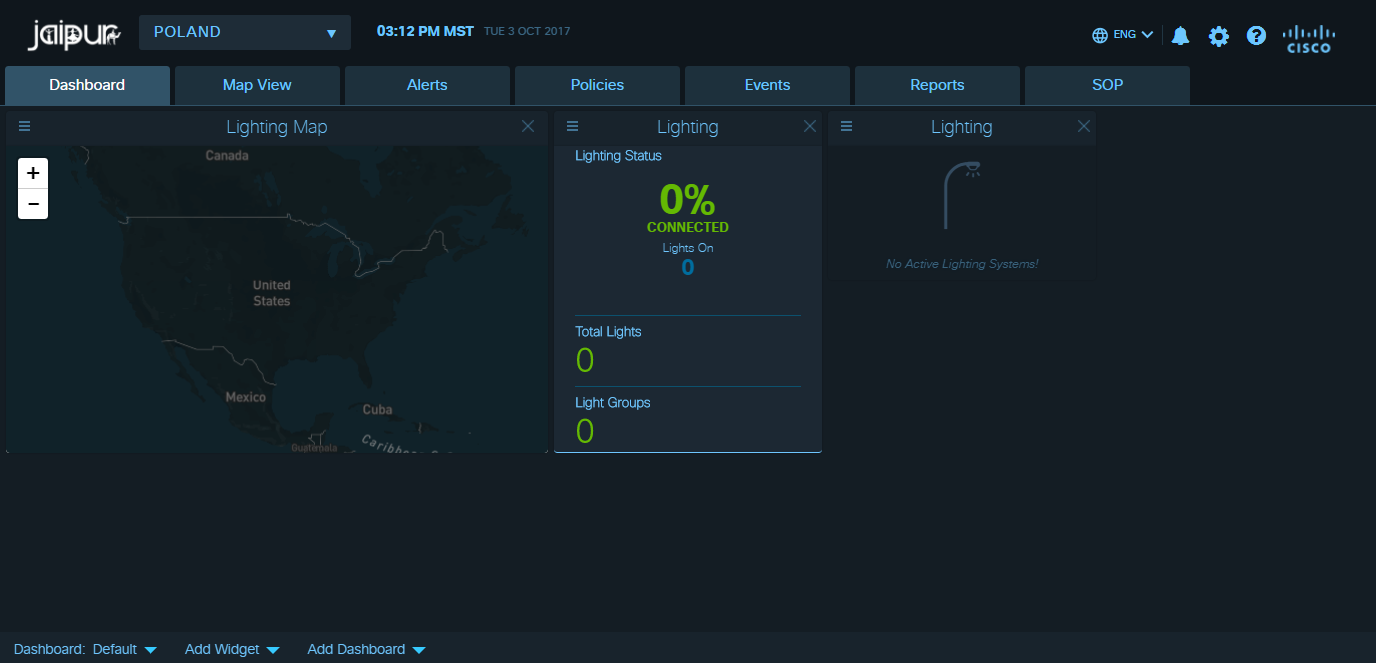 jaipur
POLAND
03:12 PM MST TUE 3 OCT 2017
ENG
CISCO
Dashboard
Map View
Alerts
Policies
Events
Reports
SOP
Lighting Map
+
−
Canada
United
States
Mexico
Cuba
Guatemala
Lighting
Lighting Status
0%
CONNECTED
Lights On
0
Total Lights
0
Light Groups
0
Lighting
No Active Lighting Systems!
Dashboard: Default
Add Widget
Add Dashboard